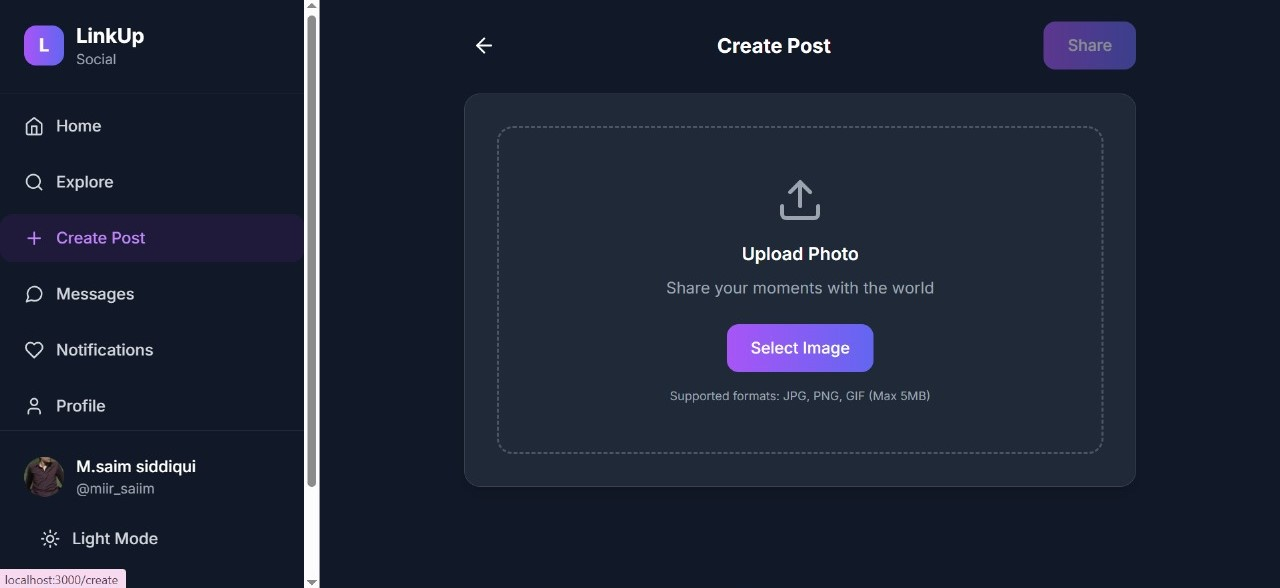 L
LinkUp
Social
Home
Explore
Create Post
Messages
Notifications
Profile
M.saim siddiqui
@miir_saiim
Light Mode
localhost:3000/create
Create Post
Share
Upload Photo
Share your moments with the world
Select Image
Supported formats: JPG, PNG, GIF (Max 5MB)